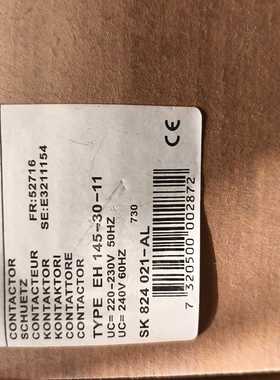 CONTACTOR
SCHUETZ
CONTACTEUR
KONTAKTOR
KONTAKTORI
CONTATTORE
CONTACTOR
FR:52716
SE:E3211154
TYPE EH 145-30-11
UC= 220-230V 50HZ
UC= 240V 60HZ
730
SK 824 021-AL
CE
7 320500 002872